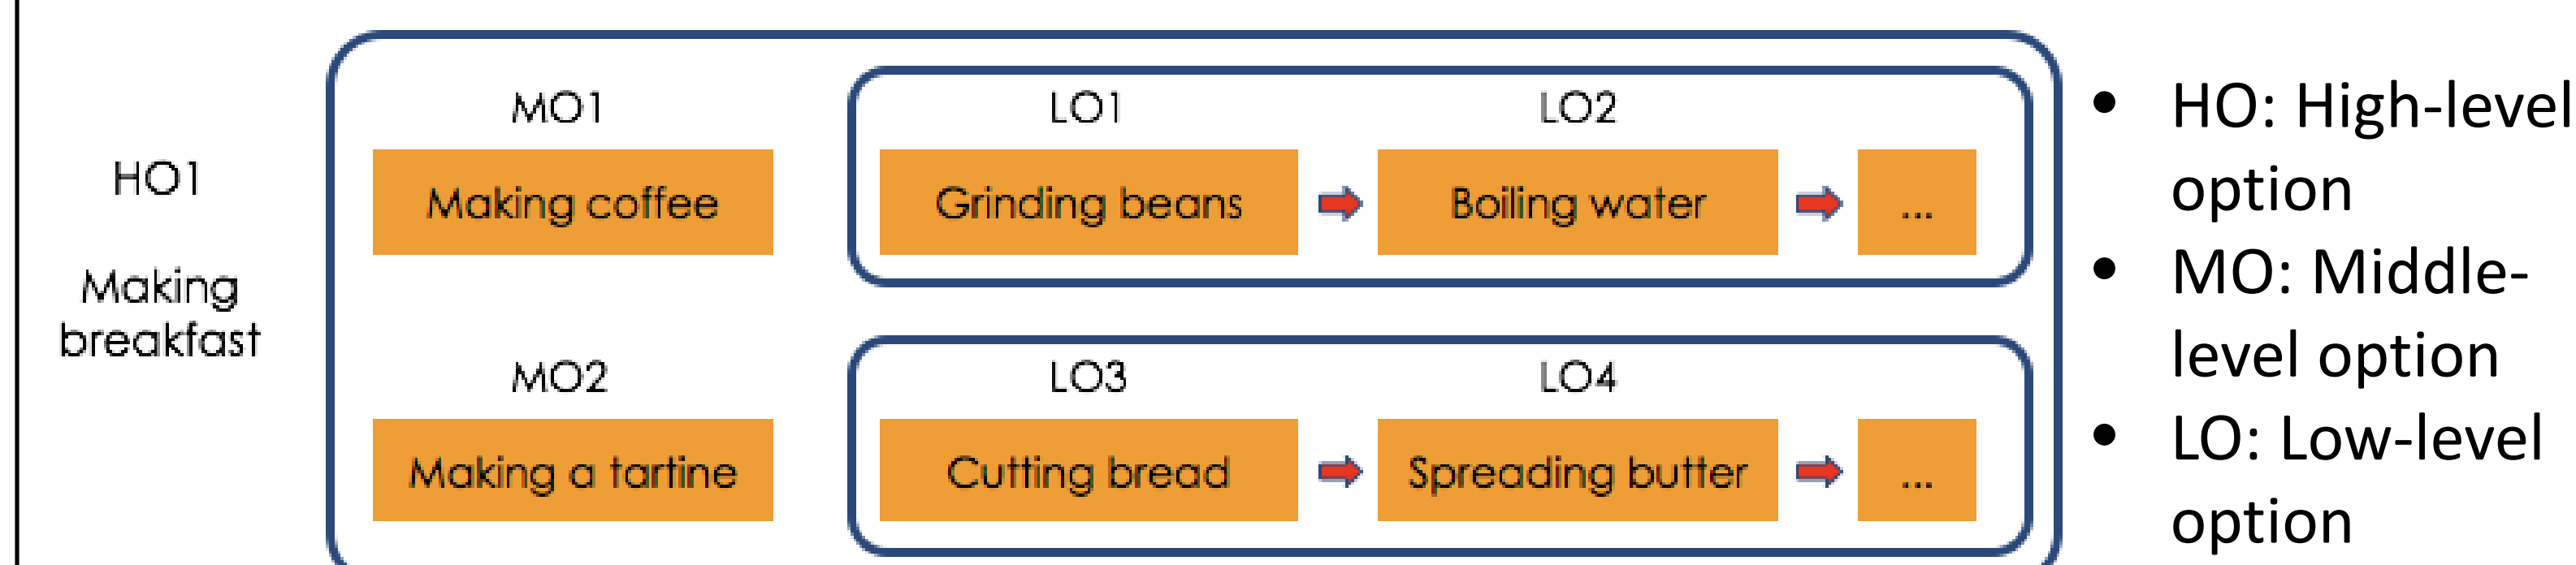 HO1
Making
breakfast
MO1
Making coffee
LO1
Grinding beans
LO2
Boiling water
...
MO2
Making a tartine
LO3
Cutting bread
LO4
Spreading butter
...
• HO: High-level
option
• MO: Middle-
level option
• LO: Low-level
option